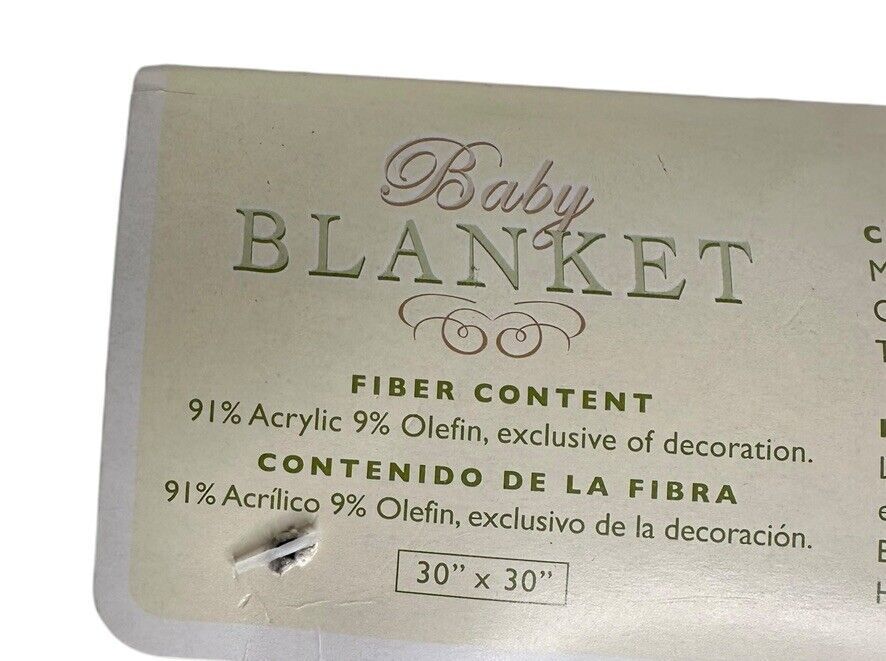 Baby
BLANKET
FIBER CONTENT
91% Acrylic 9% Olefin, exclusive of decoration.
CONTENIDO DE LA FIBRA
91% Acrílico 9% Olefin, exclusivo de la decoración.
30” x 30”